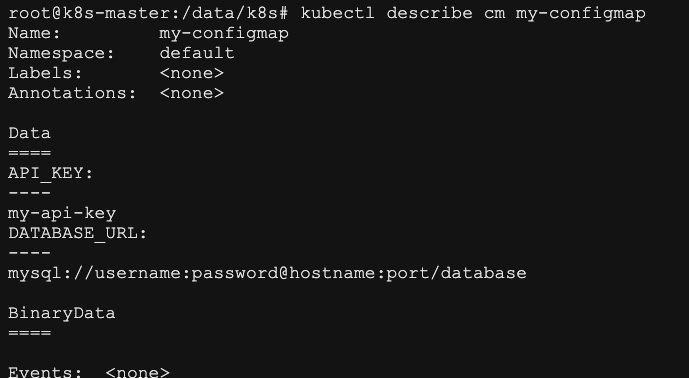 root@k8s-master:/data/k8s# kubectl describe cm my-configmap
Name:         my-configmap
Namespace:    default
Labels:       <none>
Annotations:  <none>

Data
====
API_KEY:
----
my-api-key
DATABASE_URL:
----
mysql://username:password@hostname:port/database

BinaryData
====

Events:  <none>